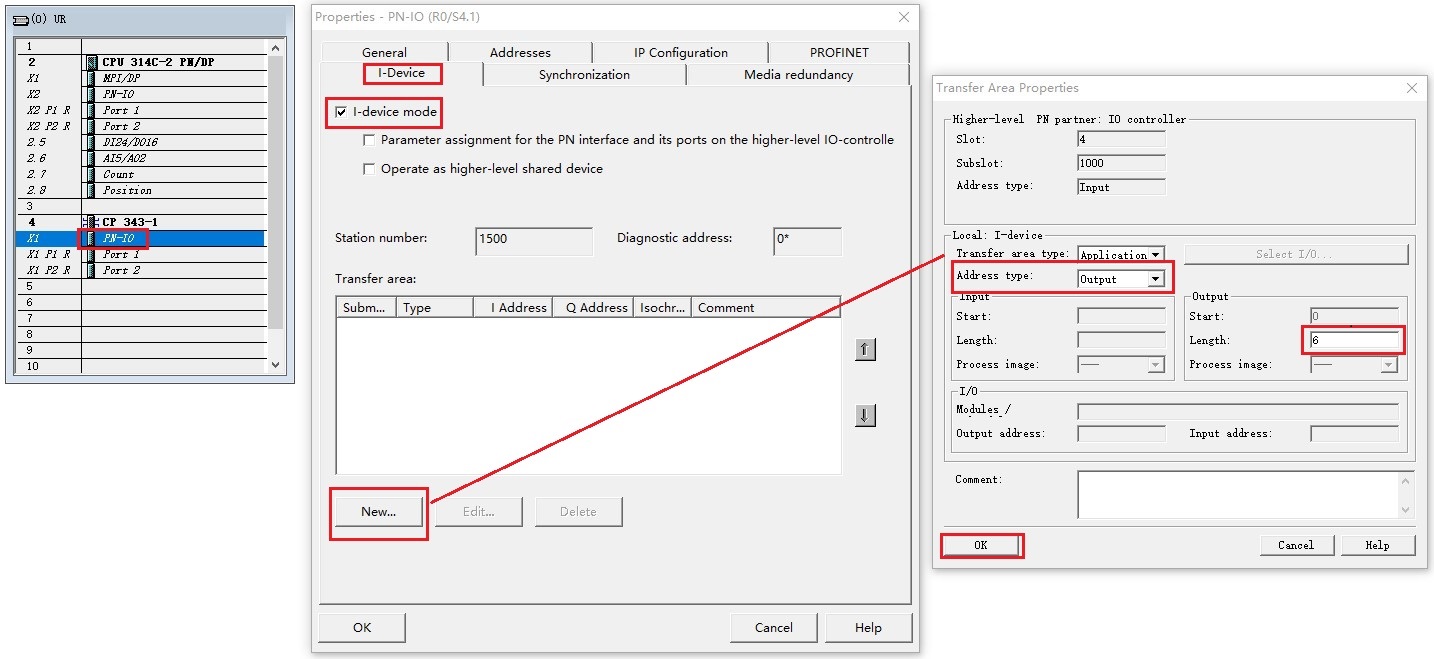 (0) UR
1
2 CPU 314C-2 PN/DP
X1 MPI/DP
X2 PN-IO
X2 P1 R Port 1
X2 P2 R Port 2
2.5 DI24/DO16
2.6 AI5/AO2
2.7 Count
2.8 Position
3
4 CP 343-1
X1 PN-IO
X1 P1 R Port 1
X1 P2 R Port 2
5
6
7
8
9
10
Properties - PN-IO (R0/S4.1)
General Addresses IP Configuration PROFINET
I-Device Synchronization Media redundancy
I-device mode
Parameter assignment for the PN interface and its ports on the higher-level IO-controlle
Operate as higher-level shared device
Station number: 1500 Diagnostic address: 0*
Transfer area:
Subm... Type I Address Q Address Isochr... Comment
New... Edit... Delete
OK Cancel Help
Transfer Area Properties
Higher-level PN partner: IO controller
Slot: 4
Subslot: 1000
Address type: Input
Local: I-device
Transfer area type: Application Select I/O...
Address type: Output
Input Output
Start: Start: 0
Length: Length: 6
Process image: --- Process image: ---
I/O
Modules /
Output address: Input address:
Comment:
OK Cancel Help